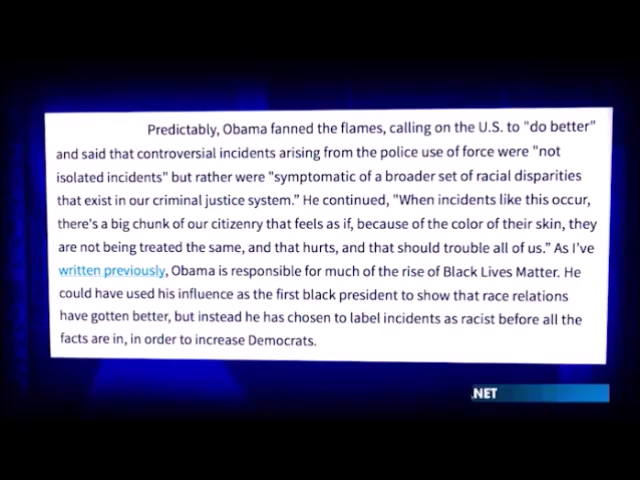 Predictably, Obama fanned the flames, calling on the U.S. to "do better"
and said that controversial incidents arising from the police use of force were "not
isolated incidents" but rather were "symptomatic of a broader set of racial disparities
that exist in our criminal justice system." He continued, "When incidents like this occur,
there's a big chunk of our citizenry that feels as if, because of the color of their skin, they
are not being treated the same, and that hurts, and that should trouble all of us." As I've
written previously, Obama is responsible for much of the rise of Black Lives Matter. He
could have used his influence as the first black president to show that race relations
have gotten better, but instead he has chosen to label incidents as racist before all the
facts are in, in order to increase Democrats.
.NET